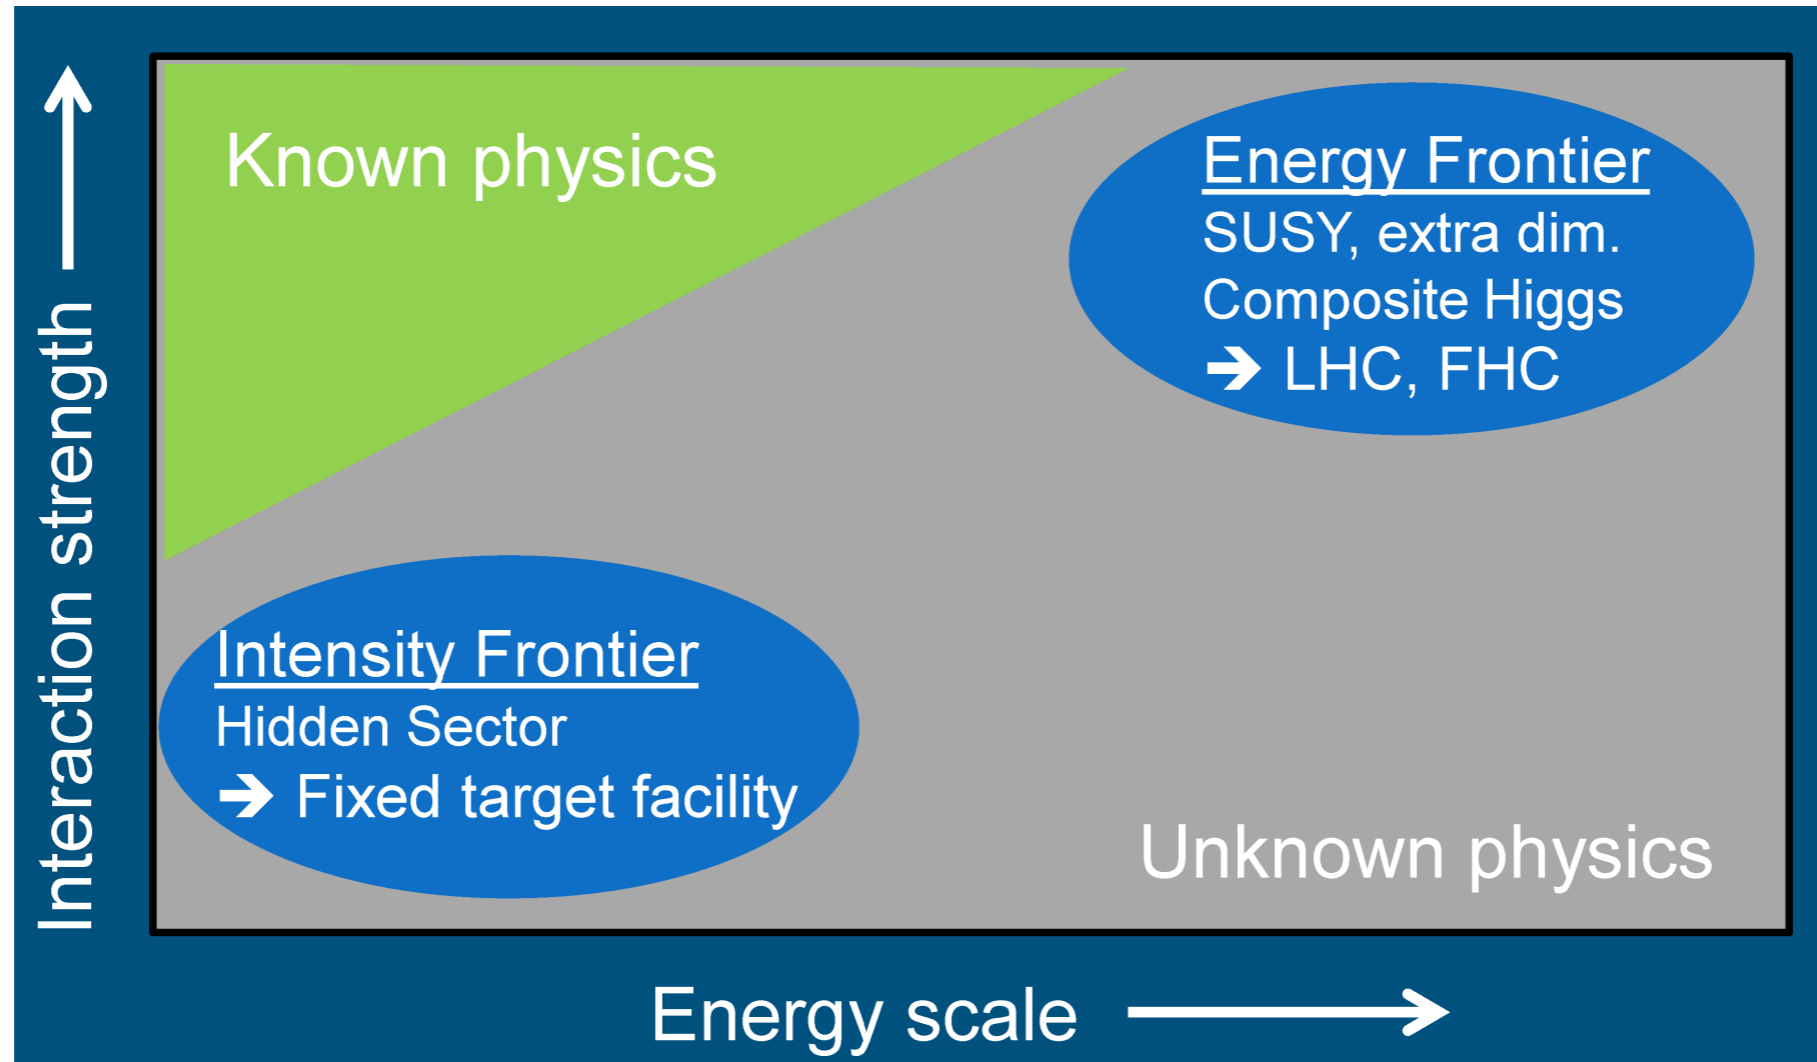 Interaction strength
Known physics
Energy Frontier
SUSY, extra dim.
Composite Higgs
➔ LHC, FHC
Intensity Frontier
Hidden Sector
➔ Fixed target facility
Unknown physics
Energy scale